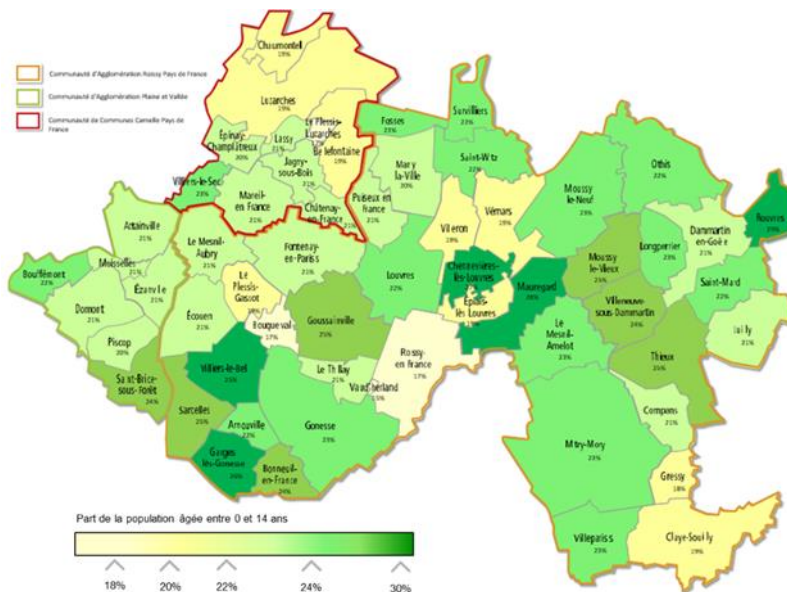 Communauté d'Agglomération Roissy Pays de France
Communauté d'Agglomération Plaine et Vallée
Communauté de Communes Carnelle Pays de
France
Chaumontel
19%
Luzarches
19%
Le Plessis-
Luzarches
Épinay-
Champlâtreux
20%
Lassy
21%
Bellefontaine
19%
Jagny-
sous-Bois
21%
Villiers-le-Sec
23%
Mareil-
en France
21%
Châtenay-
en-France
21%
Fosses
23%
Survilliers
23%
Saint-Witz
22%
Marly
la-Ville
20%
Puiseux en
France
21%
Vémars
Villeron
Moussy
le-Neuf
23%
Othis
22%
Rouvres
Dammartin
en-Goële
21%
Longperrier
23%
Moussy
le-Vieux
25%
Saint-Mard
22%
Villeneuve-
sous-Dammartin
24%
Juilly
21%
Thieux
25%
Attainville
21%
Bouffémont
22%
Moisselles
21%
Le Mesnil-
Aubry
21%
Fontenay-
en-Parisis
21%
Louvres
22%
Chennevières-
lès-Louvres
Mauregard
Épiais-
lès Louvres
Le
Mesnil-
Amelot
23%
Domont
21%
Ézanville
21%
Piscop
20%
Écouen
21%
Le
Plessis-
Gassot
Bouqueval
17%
Goussainville
25%
Roissy-
en France
17%
Saint-Brice-
sous-Forêt
24%
Villiers-le-Bel
Le Thillay
21%
Vaudherland
Sarcelles
25%
Arnouville
22%
Gonesse
23%
Garges
lès-Gonesse
Bonneuil-
en-France
24%
Compans
21%
Mitry-Mory
23%
Gressy
18%
Villeparisis
23%
Claye-Souilly
19%
Part de la population âgée entre 0 et 14 ans
18%
20%
22%
24%
30%